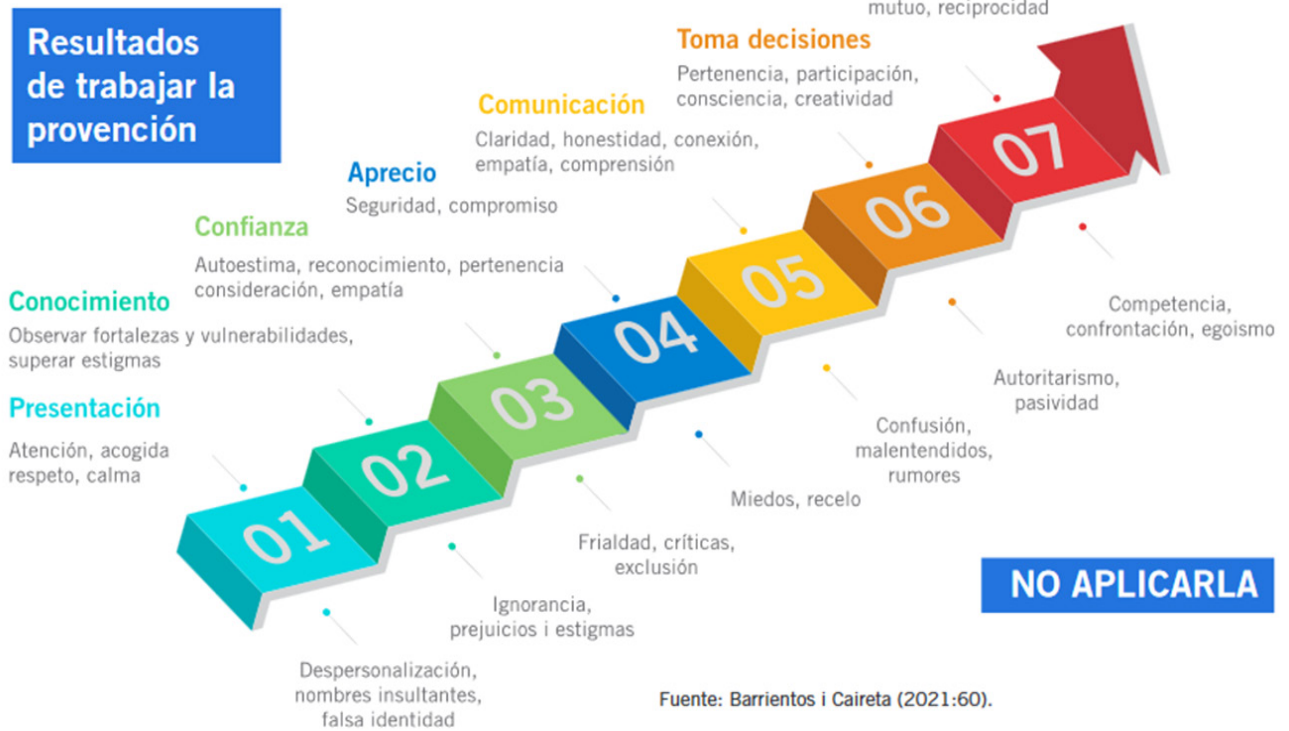 Resultados
de trabajar la
provención
mutuo, reciprocidad
Toma decisiones
Pertenencia, participación,
consciencia, creatividad
Comunicación
Claridad, honestidad, conexión,
empatía, comprensión
Aprecio
Seguridad, compromiso
Confianza
Autoestima, reconocimiento, pertenencia
consideración, empatía
Conocimiento
Observar fortalezas y vulnerabilidades,
superar estigmas
Presentación
Atención, acogida
respeto, calma
01
02
03
04
05
06
07
Despersonalización,
nombres insultantes,
falsa identidad
Ignorancia,
prejuicios i estigmas
Frialdad, críticas,
exclusión
Miedos, recelo
Confusión,
malentendidos,
rumores
Autoritarismo,
pasividad
Competencia,
confrontación, egoismo
NO APLICARLA
Fuente: Barrientos i Caireta (2021:60).